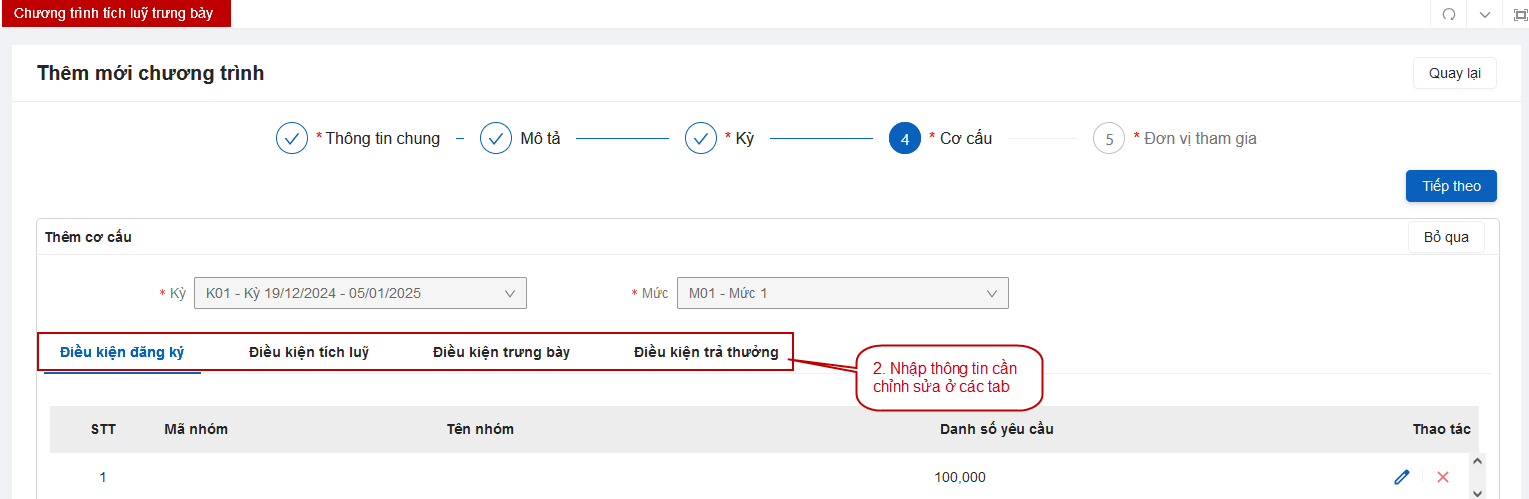 Chương trình tích luỹ trưng bày
Thêm mới chương trình
Quay lại
* Thông tin chung
Mô tả
* Kỳ
4 * Cơ cấu
5 * Đơn vị tham gia
Tiếp theo
Thêm cơ cấu
Bỏ qua
* Kỳ K01 - Kỳ 19/12/2024 - 05/01/2025
* Mức M01 - Mức 1
Điều kiện đăng ký Điều kiện tích luỹ Điều kiện trưng bày Điều kiện trả thưởng
2. Nhập thông tin cần
chỉnh sửa ở các tab
STT Mã nhóm Tên nhóm Danh số yêu cầu Thao tác
1 100,000